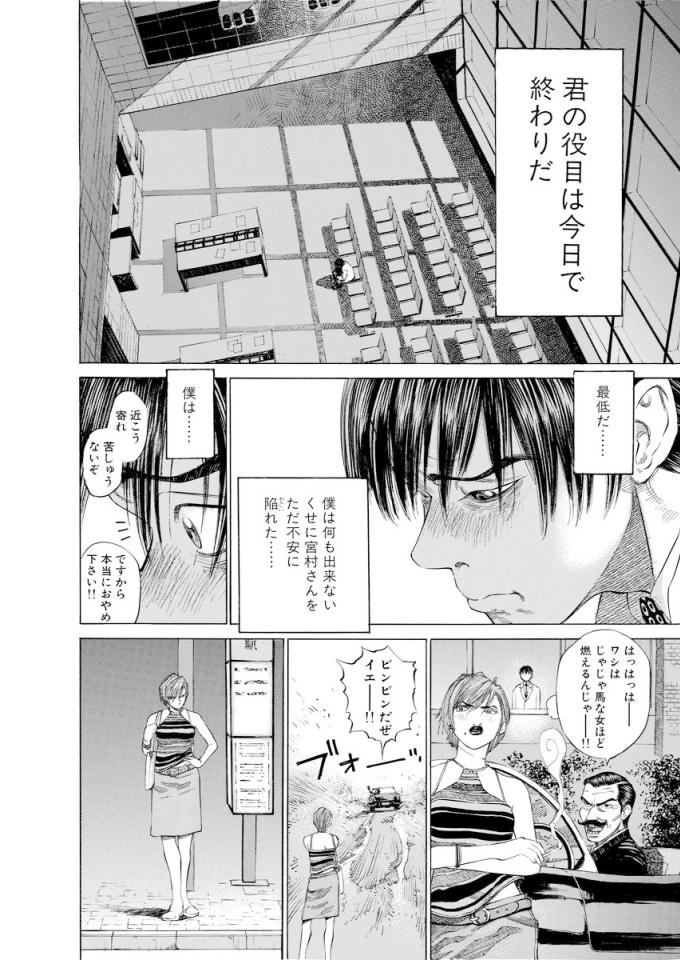 君の役目は今日で
終わりだ
最低だ……
僕は何も出来ない
くせに宮村さんを
ただ不安に
陥れた……
おとしい
僕は……
近こう
寄れ
苦しゅう
ないぞ
ですから
本当におやめ
下さい!!
はっはっは――
ワシは
じゃじゃ馬な女ほど
燃えるんじゃ――!!
ビンビンだぜ
イエ――!!
ブオー